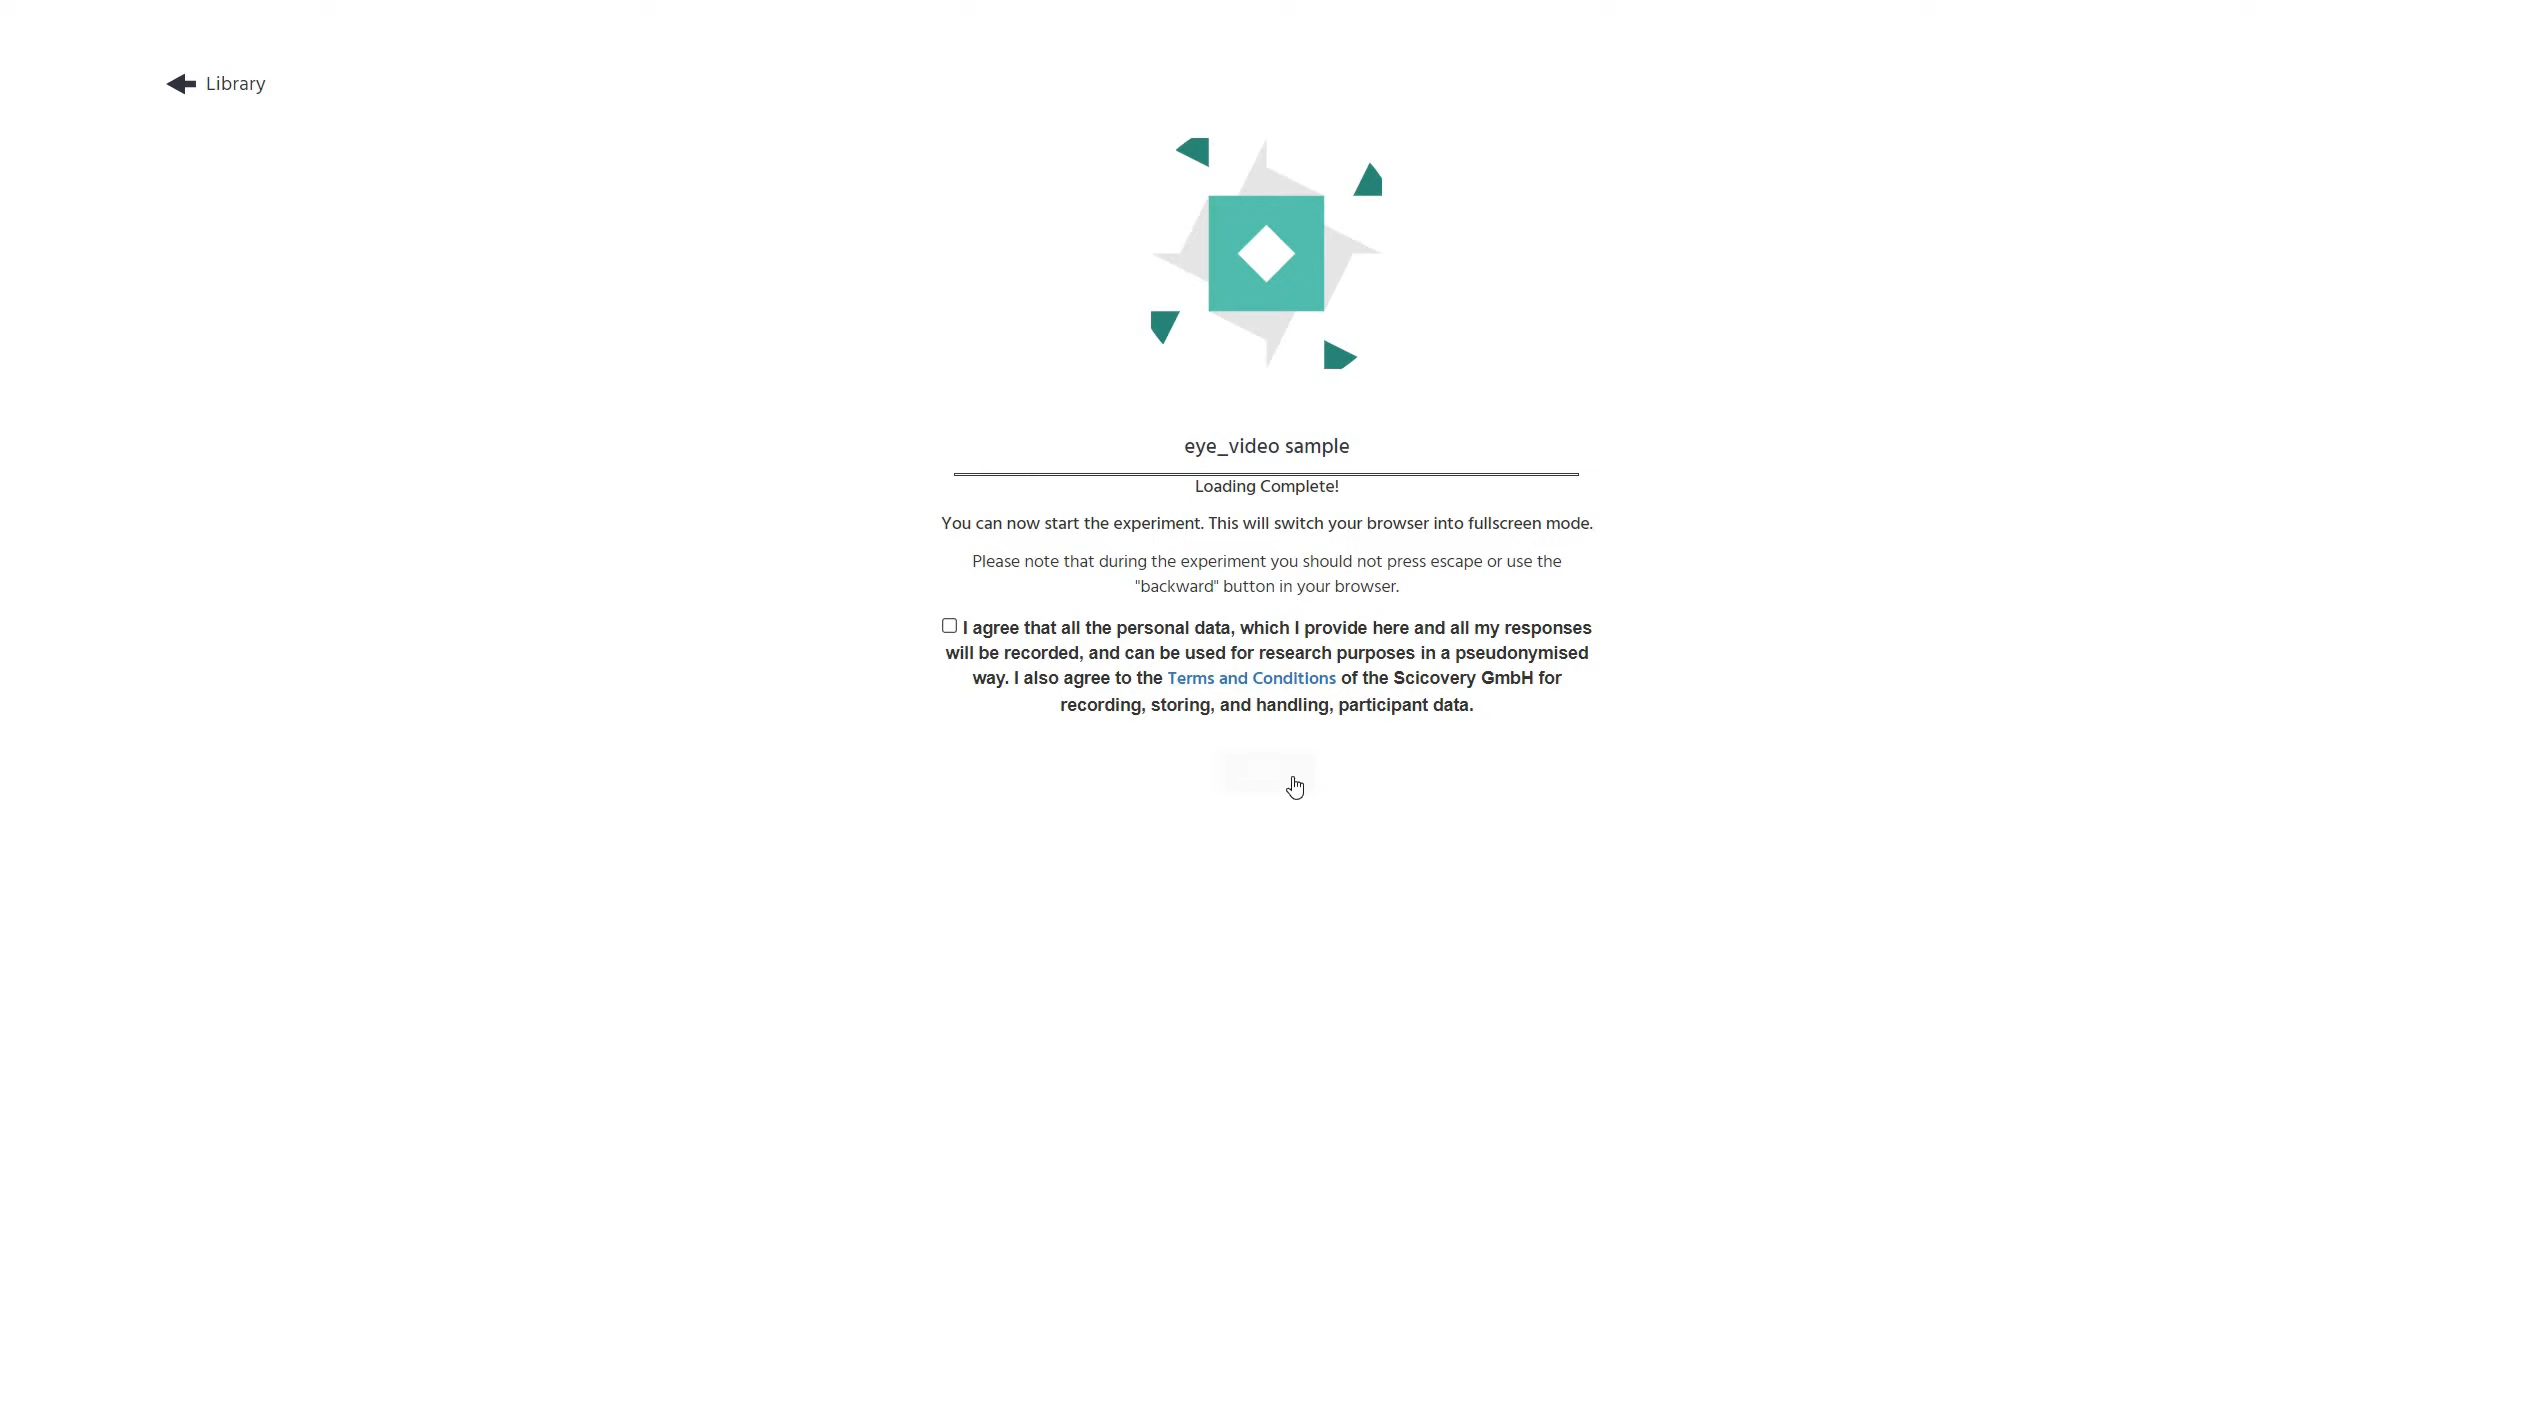 Library
eye_video sample
Loading Complete!
You can now start the experiment. This will switch your browser into fullscreen mode.
Please note that during the experiment you should not press escape or use the
"backward" button in your browser.
I agree that all the personal data, which I provide here and all my responses
will be recorded, and can be used for research purposes in a pseudonymised
way. I also agree to the Terms and Conditions of the Scicovery GmbH for
recording, storing, and handling, participant data.